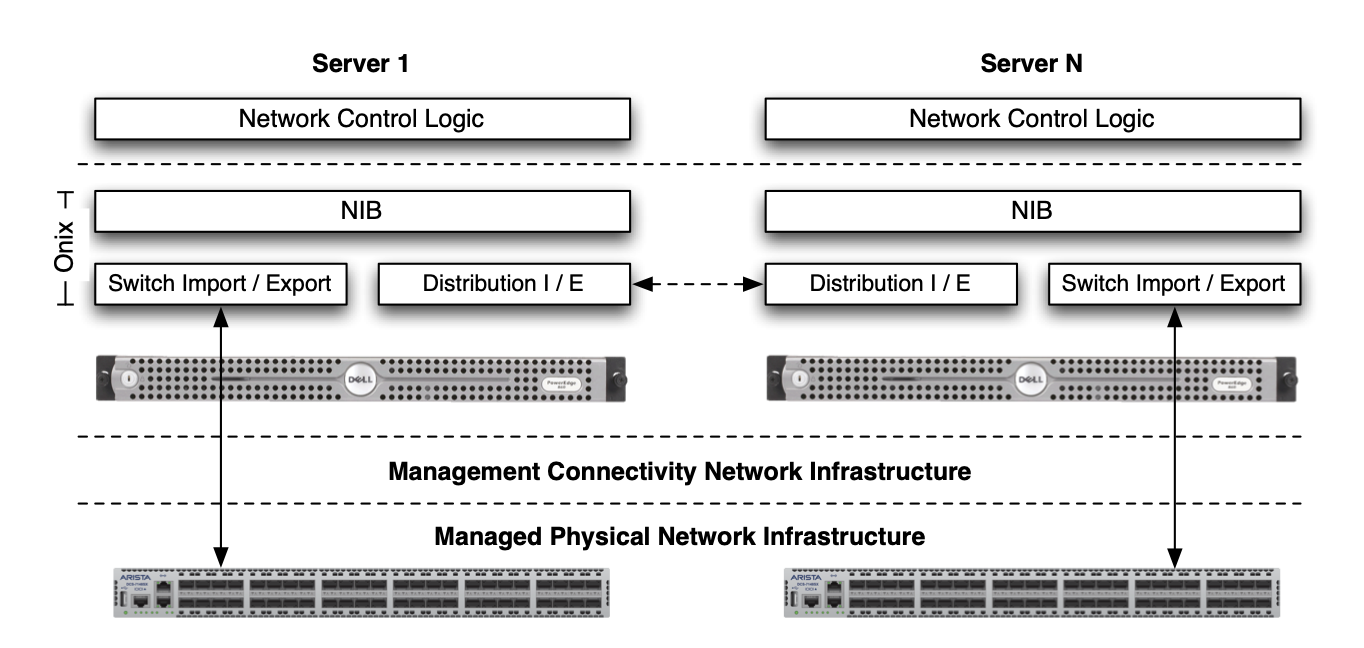 Server 1
Server N
Network Control Logic
Network Control Logic
Onix
NIB
NIB
Switch Import / Export
Distribution I / E
Distribution I / E
Switch Import / Export
DELL
PowerEdge
DELL
PowerEdge
Management Connectivity Network Infrastructure
Managed Physical Network Infrastructure
ARISTA
ARISTA